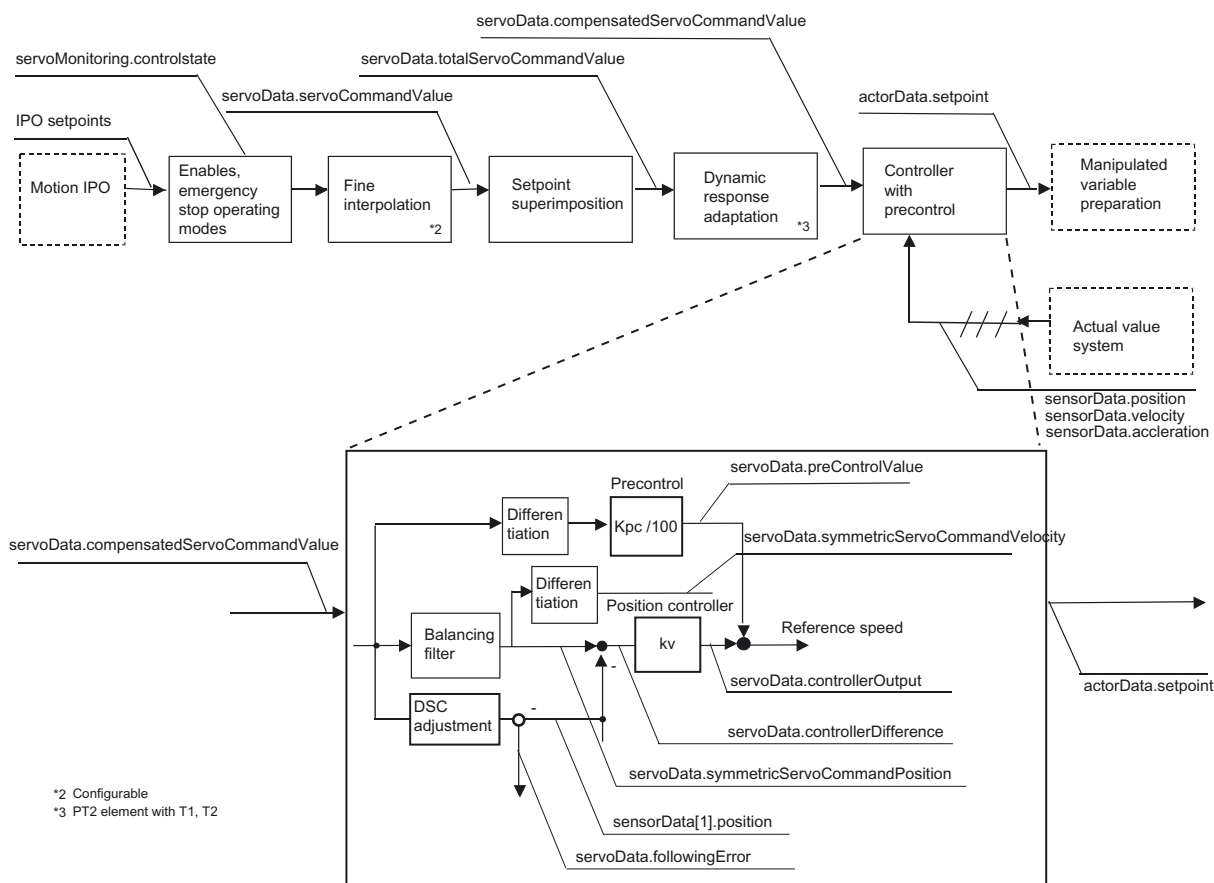 servoData.compensatedServoCommandValue
servoMonitoring.controlstate
servoData.totalServoCommandValue
servoData.servoCommandValue
actorData.setpoint
IPO setpoints
Motion IPO
Enables,
emergency
stop operating
modes
Fine
interpolation
*2
Setpoint
superimposition
Dynamic
response
adaptation
*3
Controller
with
precontrol
Manipulated
variable
preparation
Actual value
system
sensorData.position
sensorData.velocity
sensorData.accleration
servoData.preControlValue
Precontrol
Differen
tiation
Kpc /100
servoData.compensatedServoCommandValue
servoData.symmetricServoCommandVelocity
Differen
tiation
Position controller
Balancing
filter
kv
Reference speed
-
servoData.controllerOutput
actorData.setpoint
DSC
adjustment
-
servoData.controllerDifference
servoData.symmetricServoCommandPosition
*2 Configurable
*3 PT2 element with T1, T2
sensorData[1].position
servoData.followingError